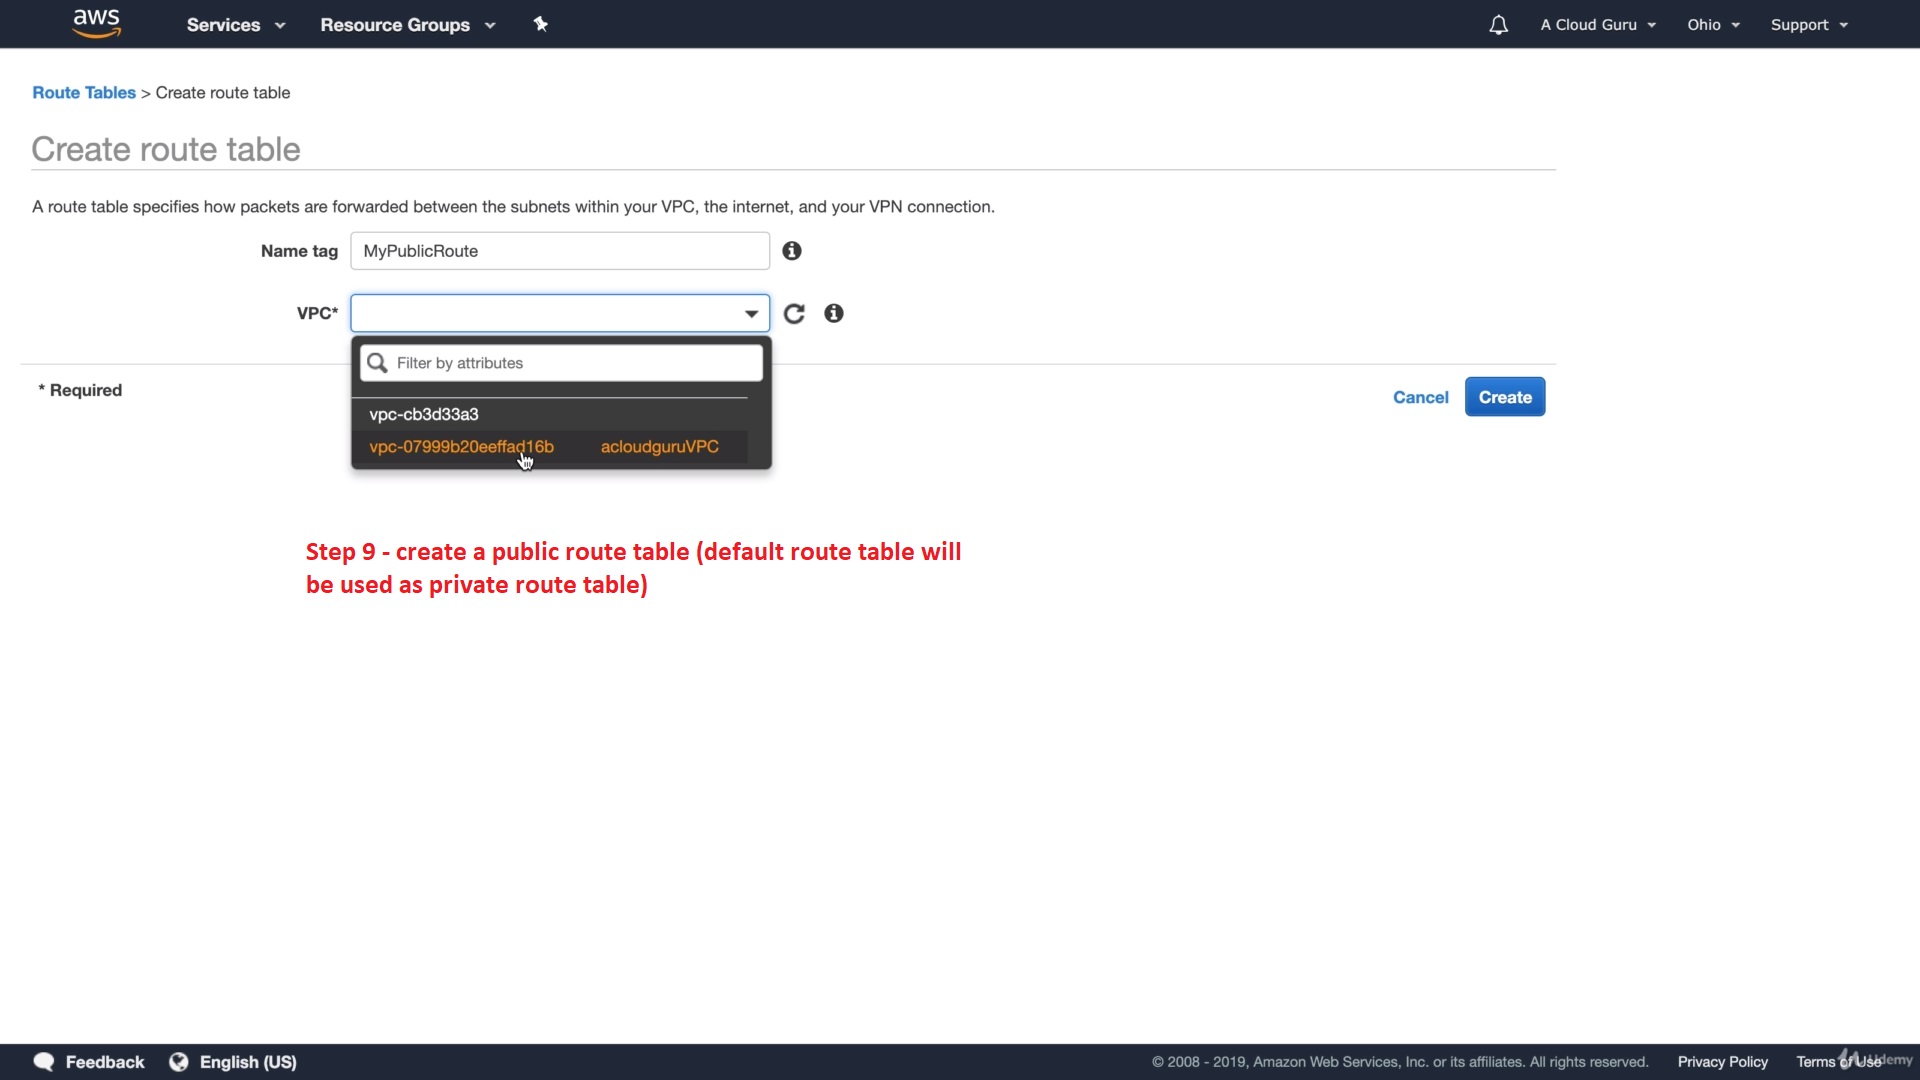 aws Services Resource Groups A Cloud Guru Ohio Support
Route Tables > Create route table
Create route table
A route table specifies how packets are forwarded between the subnets within your VPC, the internet, and your VPN connection.
Name tag MyPublicRoute
VPC*
Filter by attributes
vpc-cb3d33a3
vpc-07999b20eeffad16b acloudguruVPC
* Required
Cancel Create
Step 9 - create a public route table (default route table will
be used as private route table)
Feedback English (US) © 2008 - 2019, Amazon Web Services, Inc. or its affiliates. All rights reserved. Privacy Policy Terms of Use
Udemy